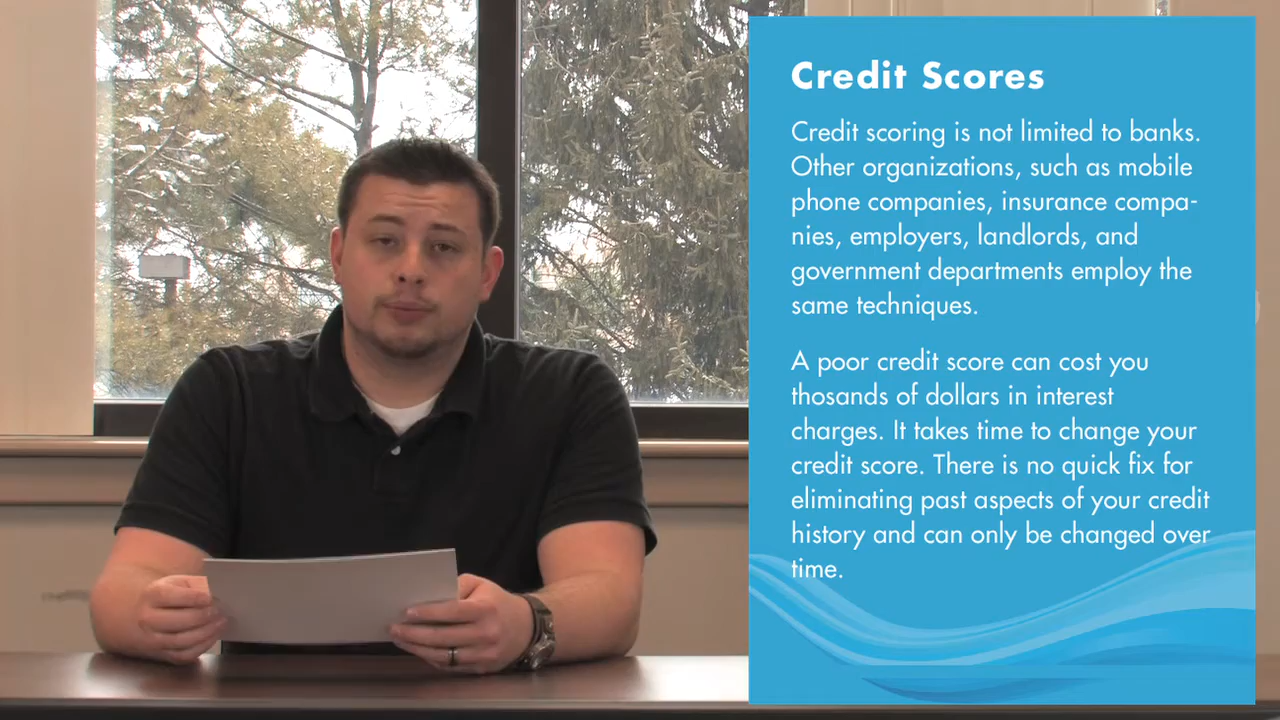 Credit Scores
Credit scoring is not limited to banks.
Other organizations, such as mobile
phone companies, insurance compa-
nies, employers, landlords, and
government departments employ the
same techniques.
A poor credit score can cost you
thosands of dollars in interest
charges. It takes time to change your
credit score. There is no quick fix for
eliminating past aspects of your credit
history and can only be changed over
time.